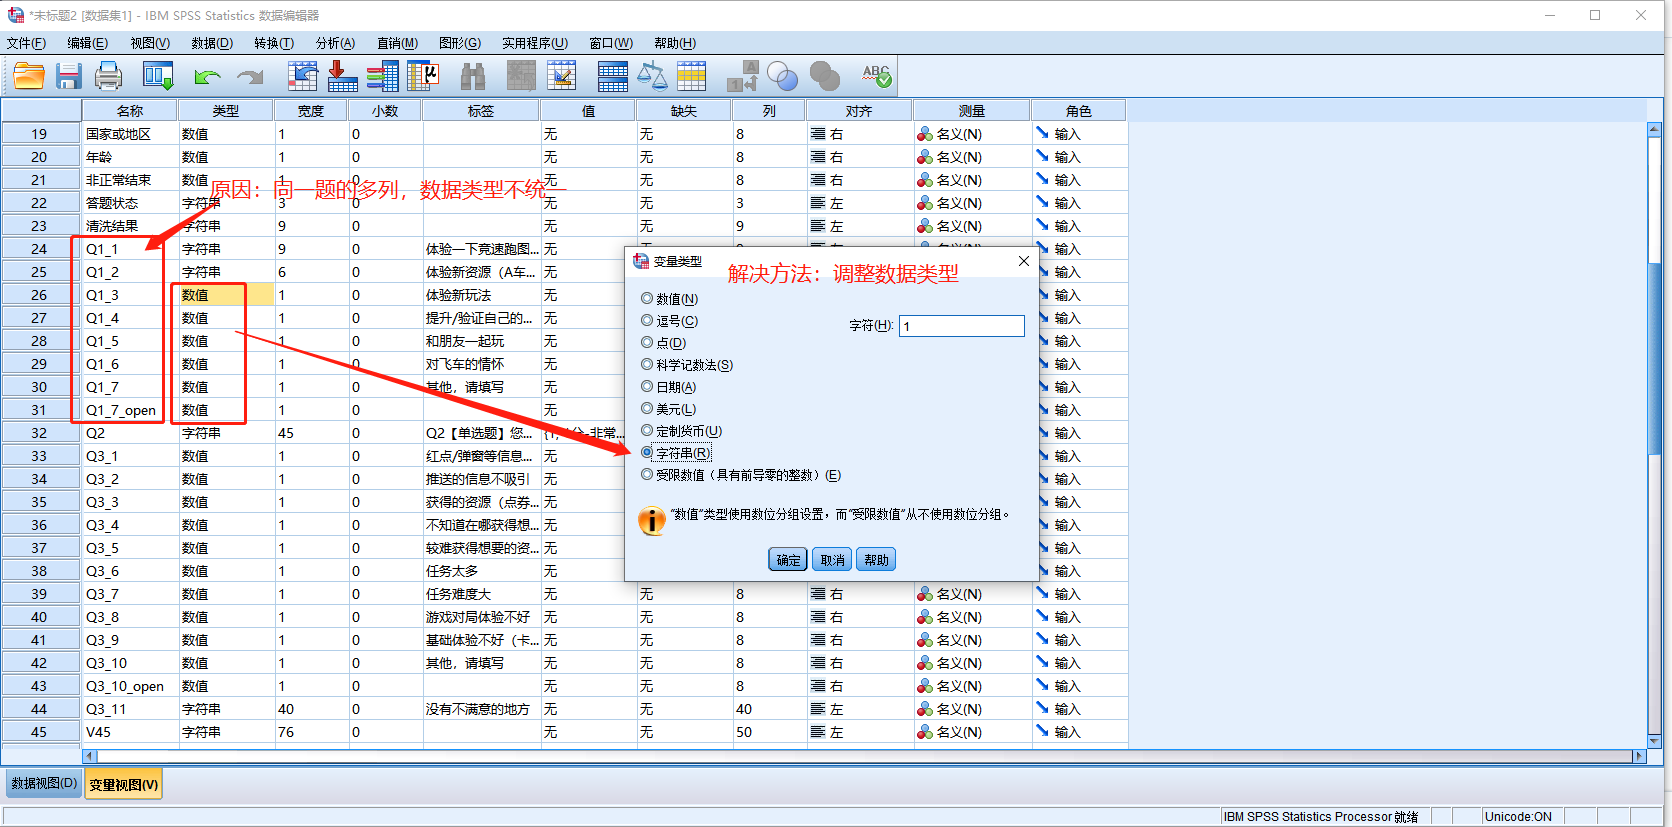 *未标题2 [数据集1] - IBM SPSS Statistics 数据编辑器
文件(F) 编辑(E) 视图(V) 数据(D) 转换(T) 分析(A) 直销(M) 图形(G) 实用程序(U) 窗口(W) 帮助(H)
名称 类型 宽度 小数 标签 值 缺失 列 对齐 测量 角色
19 国家或地区 数值 1 0 无 无 8 右 名义(N) 输入
20 年龄 数值 1 0 无 无 8 右 名义(N) 输入
21 非正常结束 数值 1 0 无 无 8 右 名义(N) 输入
原因：同一题的多列，数据类型不统一
22 答题状态 字符串 3 0 无 无 3 左 名义(N) 输入
23 清洗结果 字符串 9 0 无 无 9 左 名义(N) 输入
24 Q1_1 字符串 9 0 体验一下竞速跑图... 无 输入
25 Q1_2 字符串 6 0 体验新资源（A车... 无 输入
26 Q1_3 数值 1 0 体验新玩法 无 输入
27 Q1_4 数值 1 0 提升/验证自己的... 无 输入
28 Q1_5 数值 1 0 和朋友一起玩 无 输入
29 Q1_6 数值 1 0 对飞车的情怀 无 输入
30 Q1_7 数值 1 0 其他，请填写 无 输入
31 Q1_7_open 数值 1 0 无 输入
32 Q2 字符串 45 0 Q2【单选题】您... 分-非常... 输入
33 Q3_1 数值 1 0 红点/弹窗等信息... 无 输入
34 Q3_2 数值 1 0 推送的信息不吸引 无 输入
35 Q3_3 数值 1 0 获得的资源（点券... 无 输入
36 Q3_4 数值 1 0 不知道在哪获得想... 无 输入
37 Q3_5 数值 1 0 较难获得想要的资... 无 输入
38 Q3_6 数值 1 0 任务太多 无 输入
39 Q3_7 数值 1 0 任务难度大 无 无 8 右 名义(N) 输入
40 Q3_8 数值 1 0 游戏对局体验不好 无 无 8 右 名义(N) 输入
41 Q3_9 数值 1 0 基础体验不好（卡... 无 无 8 右 名义(N) 输入
42 Q3_10 数值 1 0 其他，请填写 无 无 8 右 名义(N) 输入
43 Q3_10_open 数值 1 0 无 无 8 右 名义(N) 输入
44 Q3_11 字符串 40 0 没有不满意的地方 无 无 40 左 名义(N) 输入
45 V45 字符串 76 0 无 无 50 左 名义(N) 输入
变量类型
解决方法：调整数据类型
数值(N)
逗号(C)
点(D)
科学记数法(S)
日期(A)
美元(L)
定制货币(U)
字符串(R)
受限数值（具有前导零的整数）(E)
字符(H): 1
“数值”类型使用数位分组设置，而“受限数值”从不使用数位分组。
确定 取消 帮助
数据视图(D) 变量视图(V)
IBM SPSS Statistics Processor 就绪 Unicode:ON